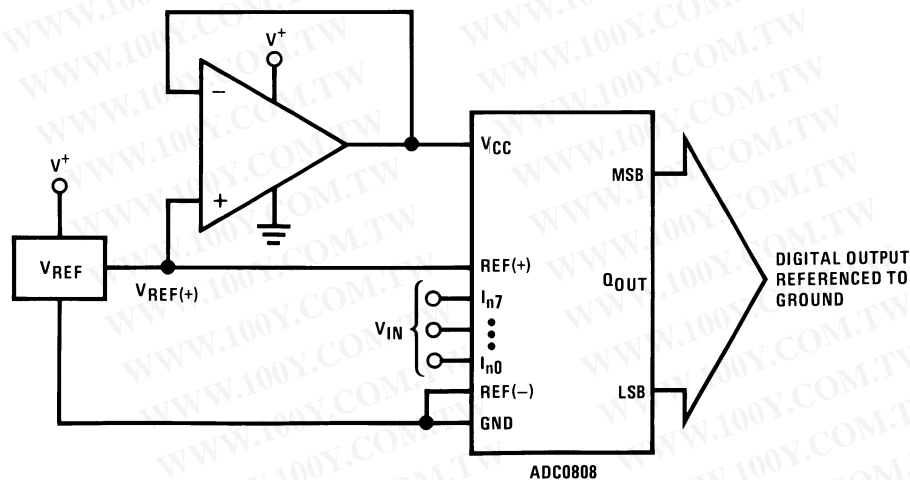 V+
−
V+
+
VCC
MSB
VREF
VREF(+)
REF(+)
In7
VIN
In0
REF(−)
GND
QOUT
LSB
DIGITAL OUTPUT
REFERENCED TO
GROUND
ADC0808
WWW.100Y.COM.TW